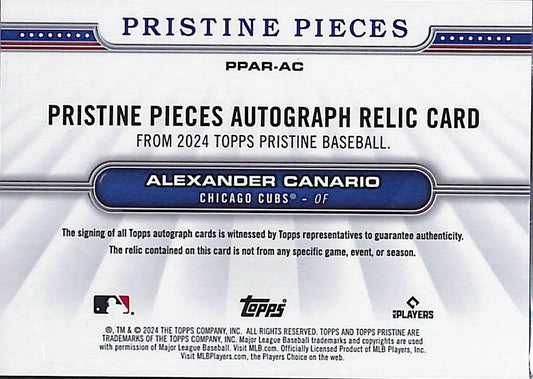 PRISTINE PIECES
PPAR-AC
PRISTINE PIECES AUTOGRAPH RELIC CARD
FROM 2024 TOPPS PRISTINE BASEBALL.
ALEXANDER CANARIO
CHICAGO CUBS® - OF
The signing of all Topps autograph cards is witnessed by Topps representatives to guarantee authenticity.
The relic contained on this card is not from any specific game, event, or season.
topps
PLAYERS
®, TM & © 2024 THE TOPPS COMPANY, INC. ALL RIGHTS RESERVED. TOPPS AND TOPPS PRISTINE ARE
TRADEMARKS OF THE TOPPS COMPANY, INC. Major League Baseball trademarks and copyrights are used
with permission of Major League Baseball. Visit MLB.com. Officially Licensed Product of MLB Players, Inc.
Visit MLBPlayers.com, the Players Choice on the web.